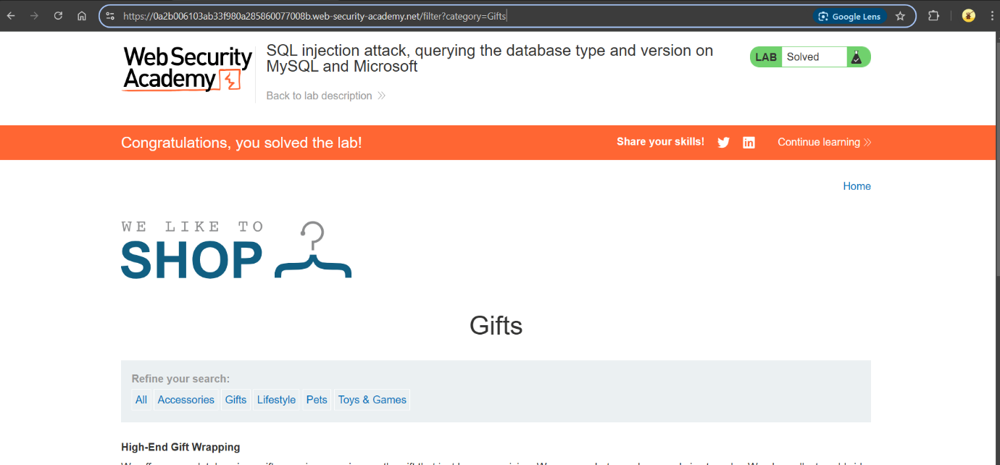 https://0a2b006103ab33f980a285860077008b.web-security-academy.net/filter?category=Gifts
Google Lens
Web Security
Academy
SQL injection attack, querying the database type and version on
MySQL and Microsoft
Back to lab description
LAB Solved
Congratulations, you solved the lab!
Share your skills!
Continue learning
Home
WE LIKE TO
SHOP
Gifts
Refine your search:
All Accessories Gifts Lifestyle Pets Toys & Games
High-End Gift Wrapping